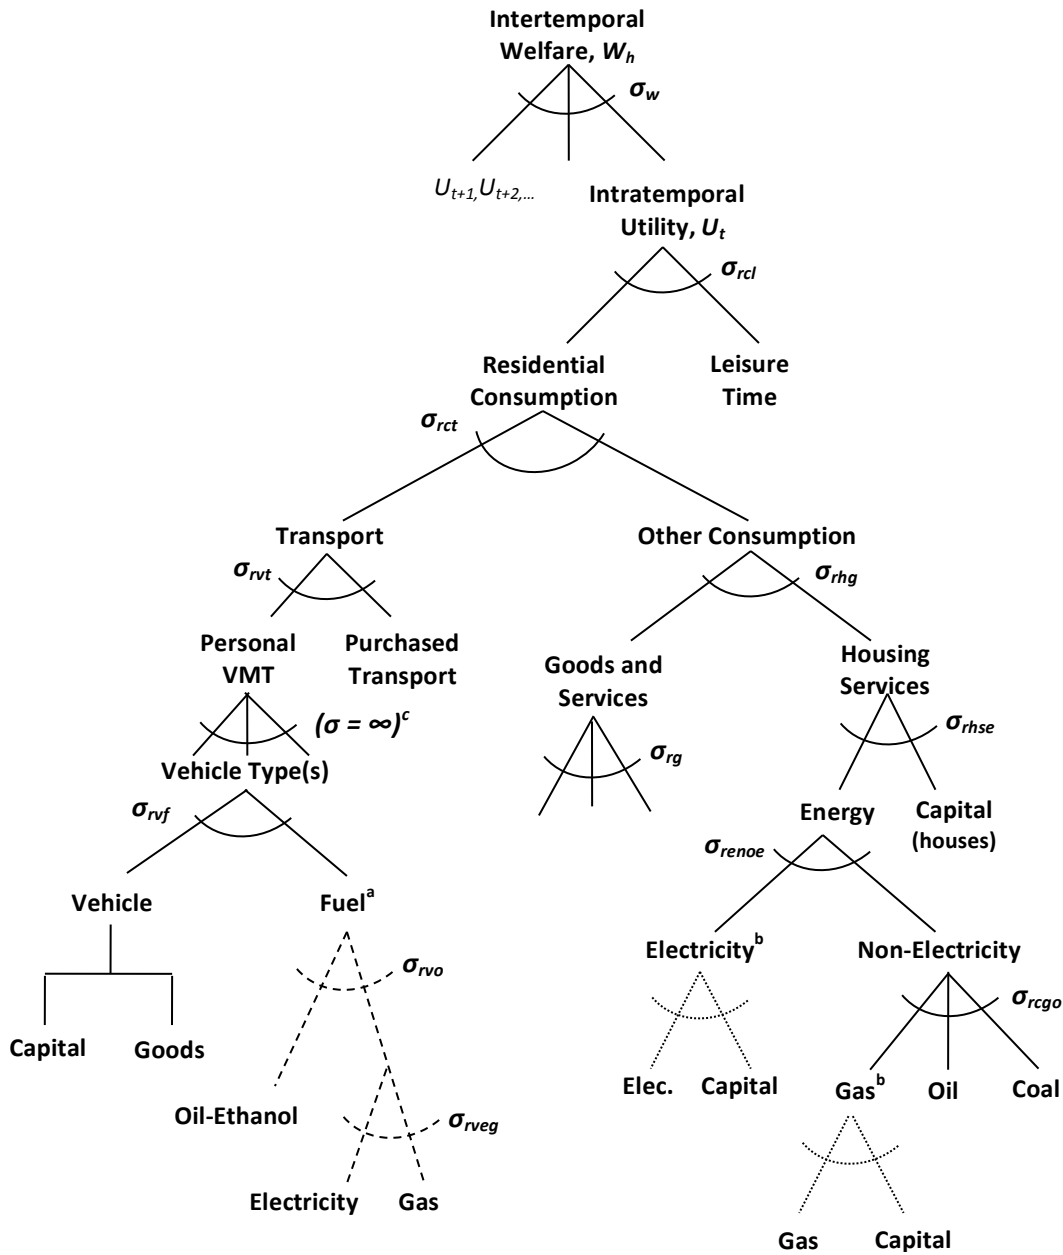 Intertemporal
Welfare, W_h
σ_w
U_t+1, U_t+2,...
Intratemporal
Utility, U_t
σ_rcl
Residential
Consumption
Leisure
Time
σ_rct
Transport
Other Consumption
σ_rvt
σ_rhg
Personal
VMT
Purchased
Transport
Goods and
Services
Housing
Services
(σ = ∞)^c
σ_rg
σ_rhse
Vehicle Type(s)
σ_rvf
Energy
Capital
(houses)
σ_renoe
Vehicle
Fuel^a
Electricity^b
Non-Electricity
σ_rvo
σ_rcgo
Capital
Goods
Elec.
Capital
Gas^b
Oil
Coal
Oil-Ethanol
σ_rveg
Electricity
Gas
Gas
Capital